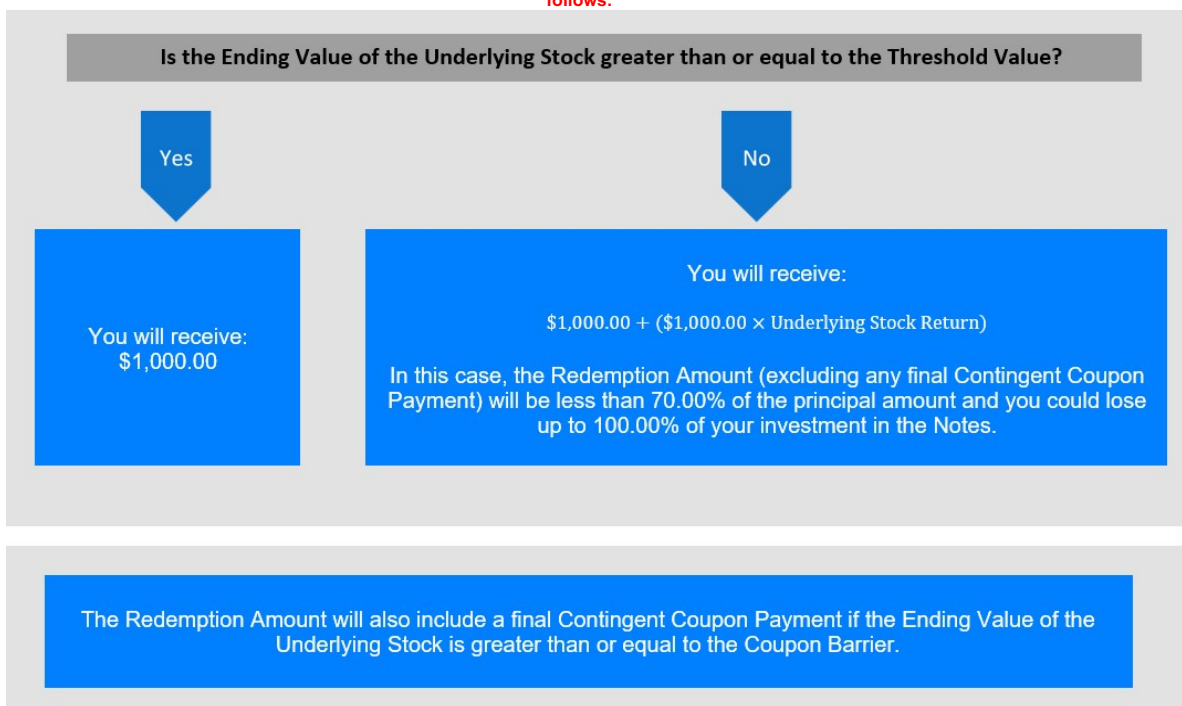 follows:
Is the Ending Value of the Underlying Stock greater than or equal to the Threshold Value?
Yes
No
You will receive:
$1,000.00
You will receive:
$1,000.00 + ($1,000.00 × Underlying Stock Return)
In this case, the Redemption Amount (excluding any final Contingent Coupon
Payment) will be less than 70.00% of the principal amount and you could lose
up to 100.00% of your investment in the Notes.
The Redemption Amount will also include a final Contingent Coupon Payment if the Ending Value of the
Underlying Stock is greater than or equal to the Coupon Barrier.